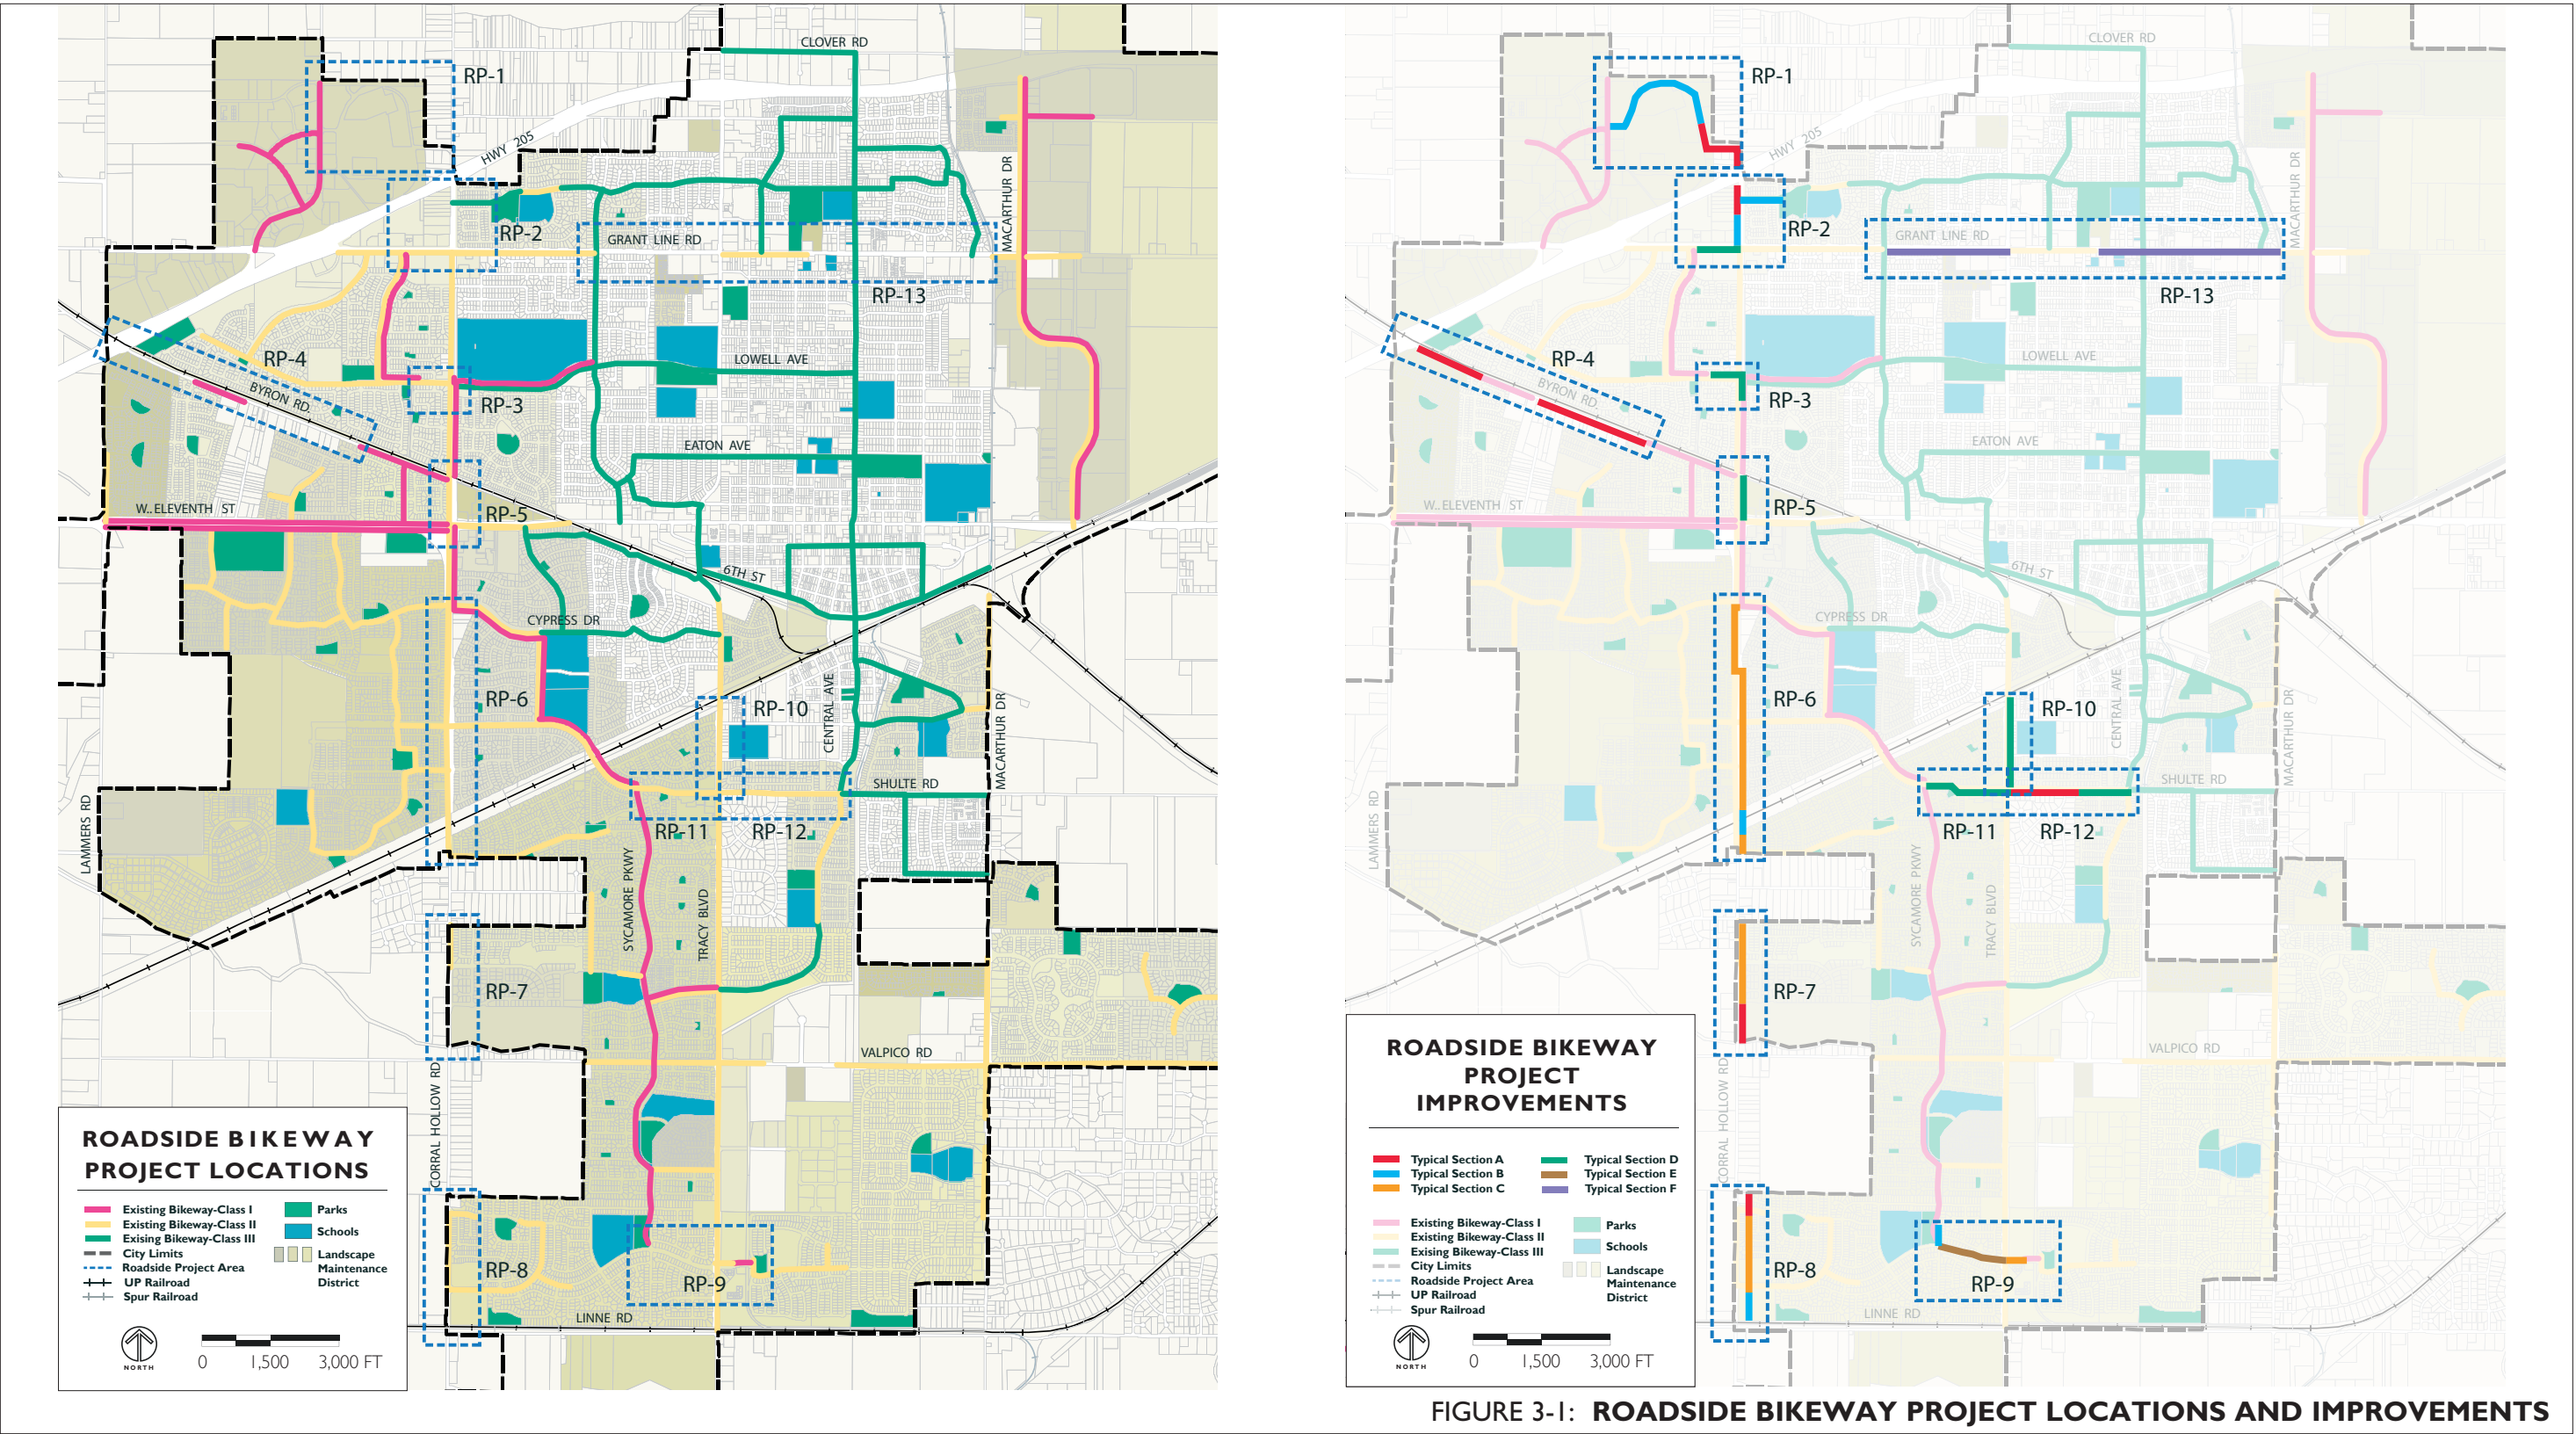 CLOVER RD
RP-1
HWY 205
MACARTHUR DR
RP-2
GRANT LINE RD
RP-13
RP-4
LOWELL AVE
BYRON RD.
RP-3
EATON AVE
W.. ELEVENTH ST
RP-5
6TH ST
CYPRESS DR
RP-6
RP-10
CENTRAL AVE
MACARTHUR DR
SHULTE RD
LAMMERS RD
RP-11
RP-12
SYCAMORE PKWY
TRACY BLVD
RP-7
VALPICO RD
CORRAL HOLLOW RD
RP-8
RP-9
LINNE RD
ROADSIDE BIKEWAY
PROJECT LOCATIONS
Existing Bikeway-Class I
Existing Bikeway-Class II
Exising Bikeway-Class III
City Limits
Roadside Project Area
UP Railroad
Spur Railroad
Parks
Schools
Landscape
Maintenance
District
NORTH
0 1,500 3,000 FT
CLOVER RD
RP-1
HWY 205
MACARTHUR DR
RP-2
GRANT LINE RD
RP-13
RP-4
LOWELL AVE
BYRON RD.
RP-3
EATON AVE
W.. ELEVENTH ST
RP-5
6TH ST
CYPRESS DR
RP-6
RP-10
CENTRAL AVE
MACARTHUR DR
SHULTE RD
LAMMERS RD
RP-11
RP-12
SYCAMORE PKWY
TRACY BLVD
RP-7
VALPICO RD
CORRAL HOLLOW RD
RP-8
RP-9
LINNE RD
ROADSIDE BIKEWAY
PROJECT
IMPROVEMENTS
Typical Section A
Typical Section B
Typical Section C
Typical Section D
Typical Section E
Typical Section F
Existing Bikeway-Class I
Existing Bikeway-Class II
Exising Bikeway-Class III
City Limits
Roadside Project Area
UP Railroad
Spur Railroad
Parks
Schools
Landscape
Maintenance
District
NORTH
0 1,500 3,000 FT
FIGURE 3-1: ROADSIDE BIKEWAY PROJECT LOCATIONS AND IMPROVEMENTS